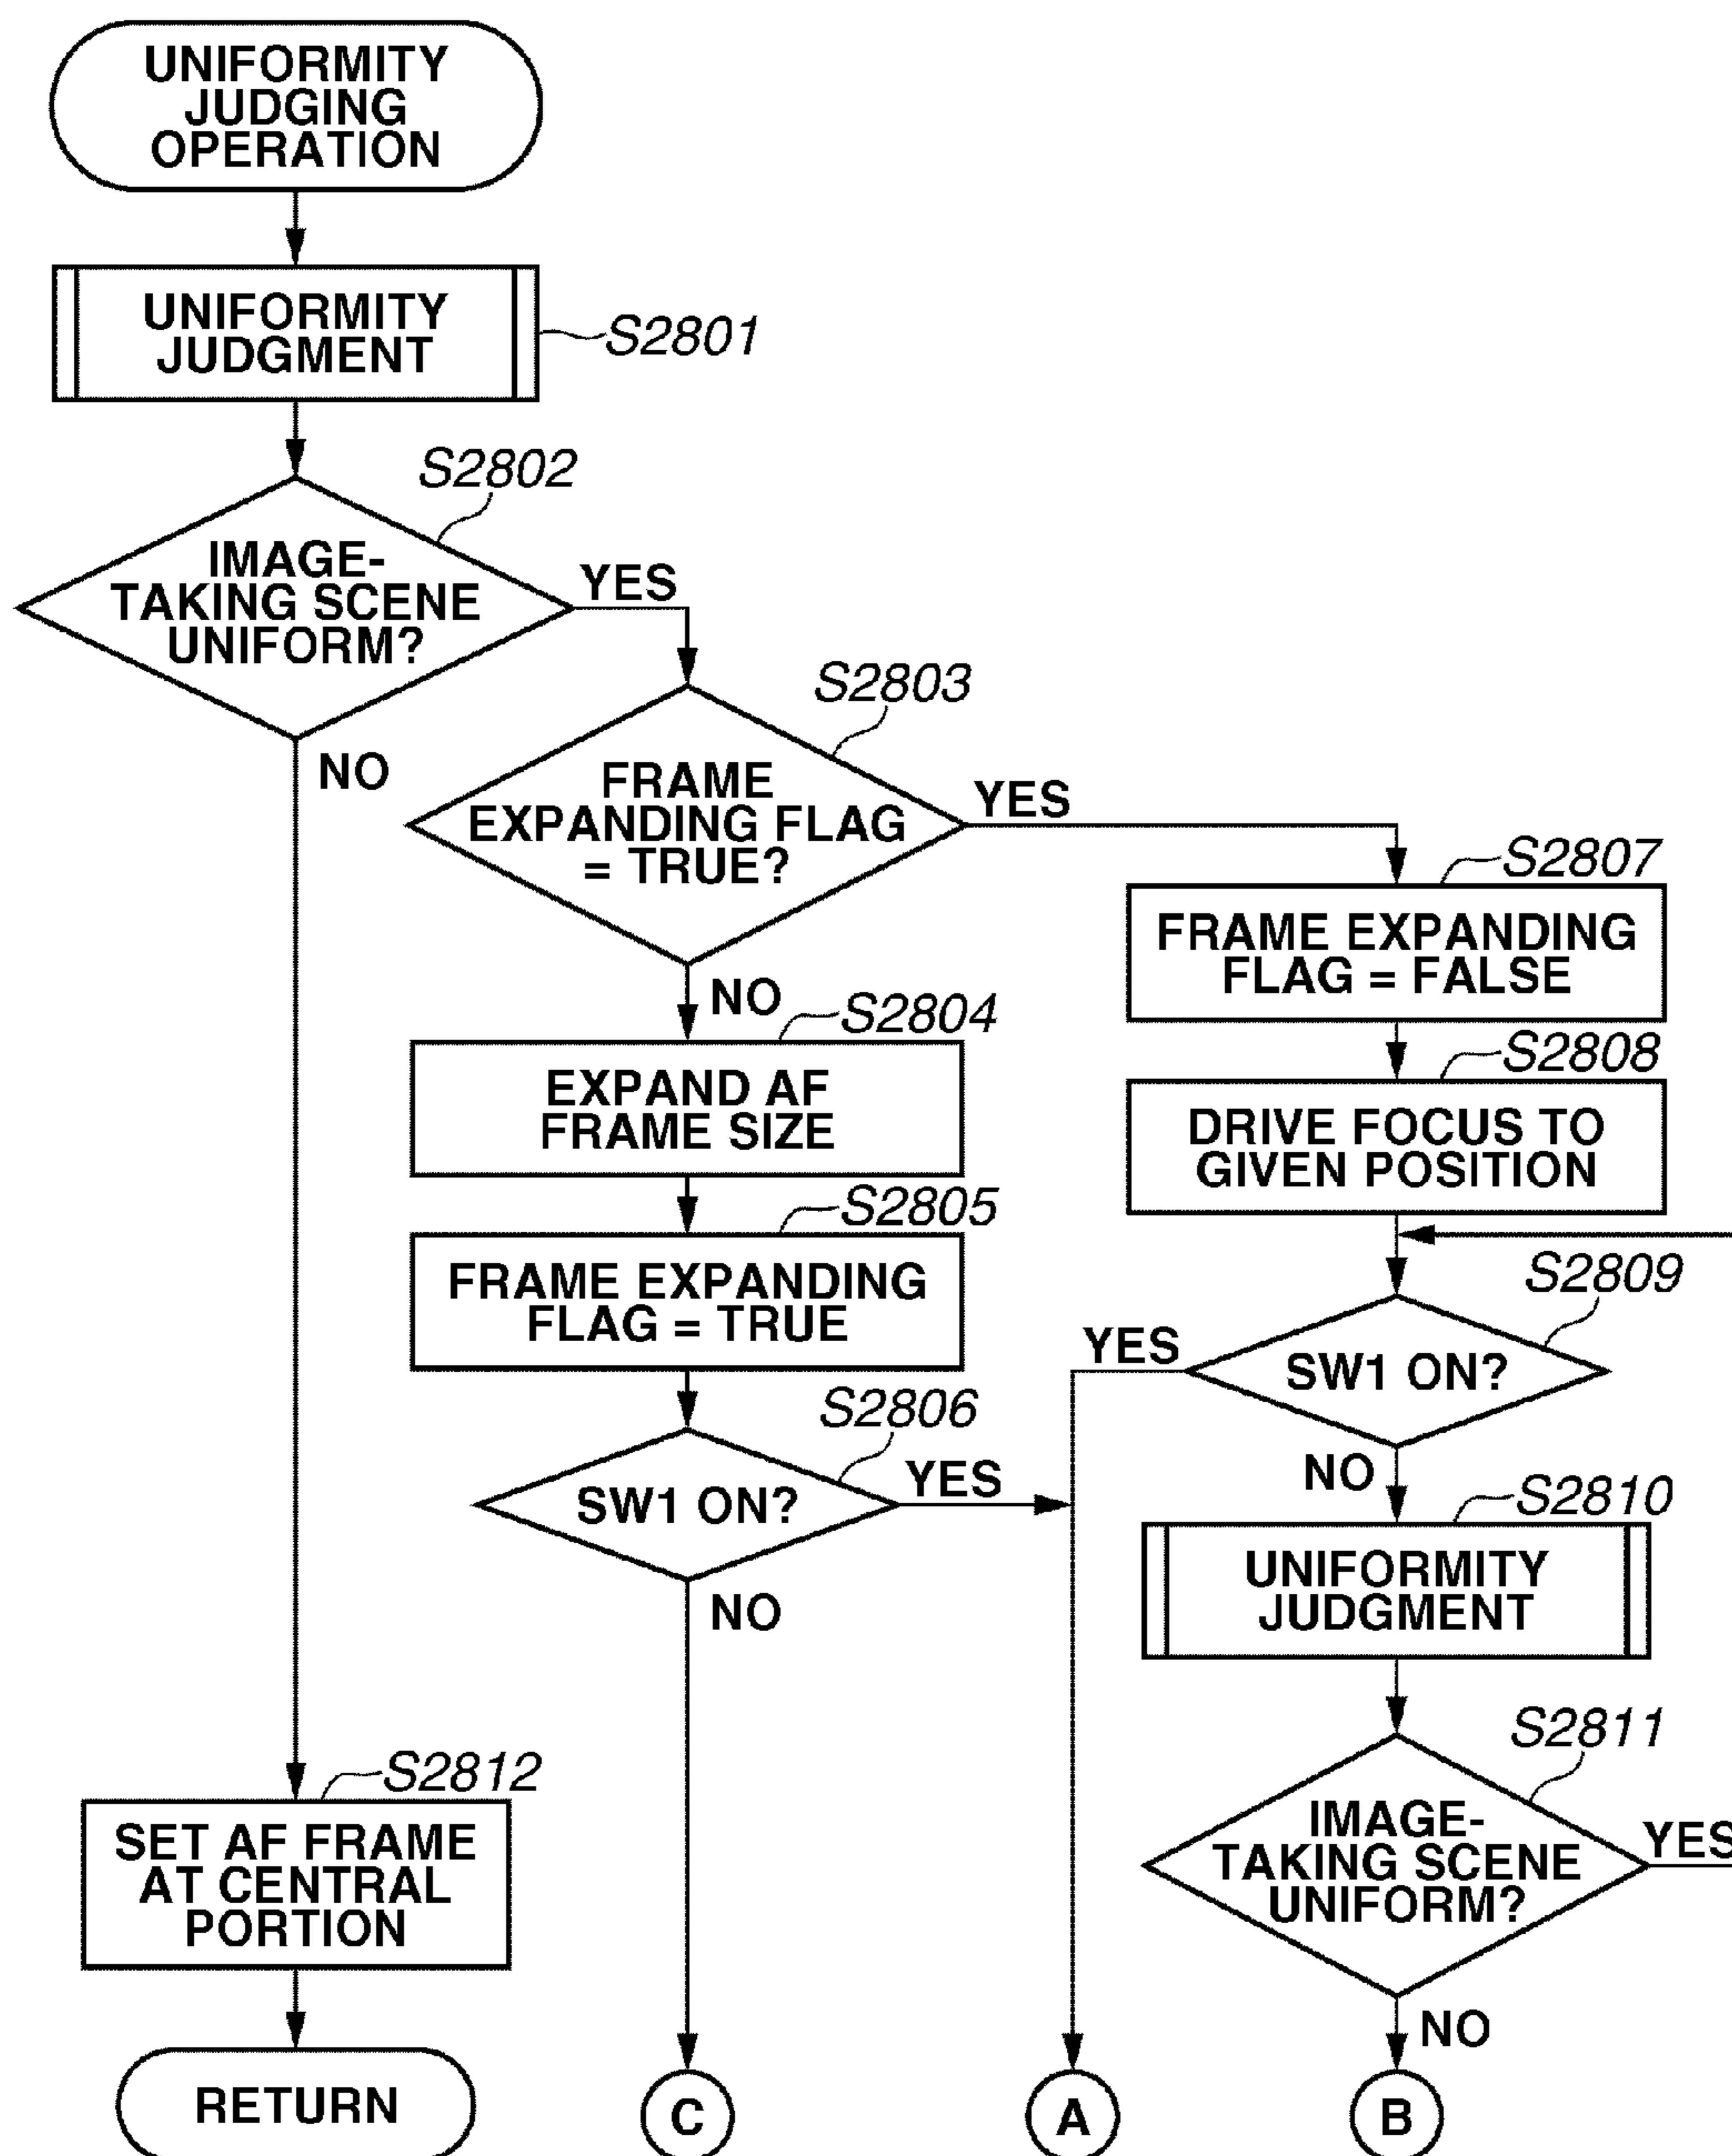 UNIFORMITY
JUDGING
OPERATION
UNIFORMITY
JUDGMENT
S2801
S2802
IMAGE-
TAKING SCENE
UNIFORM?
YES
NO
S2803
FRAME
EXPANDING FLAG
= TRUE?
YES
NO
S2804
EXPAND AF
FRAME SIZE
S2805
FRAME EXPANDING
FLAG = TRUE
S2806
SW1 ON?
YES
NO
S2807
FRAME EXPANDING
FLAG = FALSE
S2808
DRIVE FOCUS TO
GIVEN POSITION
S2809
SW1 ON?
YES
NO
S2810
UNIFORMITY
JUDGMENT
S2811
IMAGE-
TAKING SCENE
UNIFORM?
YES
NO
S2812
SET AF FRAME
AT CENTRAL
PORTION
RETURN
C
A
B